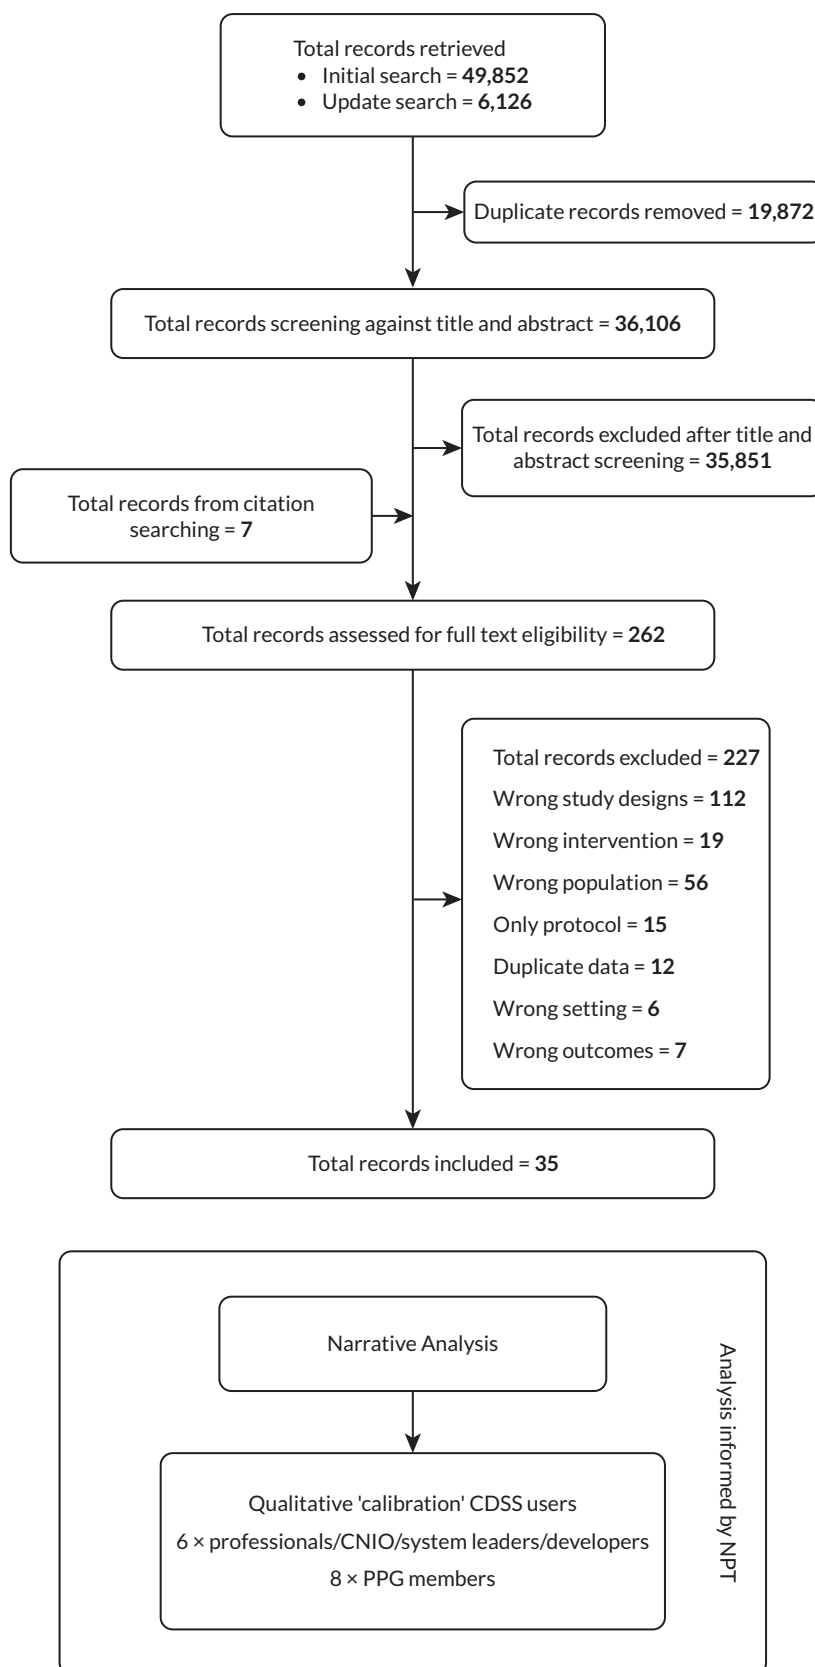 Total records retrieved
• Initial search = 49,852
• Update search = 6,126
Duplicate records removed = 19,872
Total records screening against title and abstract = 36,106
Total records excluded after title and
abstract screening = 35,851
Total records from citation
searching = 7
Total records assessed for full text eligibility = 262
Total records excluded = 227
Wrong study designs = 112
Wrong intervention = 19
Wrong population = 56
Only protocol = 15
Duplicate data = 12
Wrong setting = 6
Wrong outcomes = 7
Total records included = 35
Narrative Analysis
Analysis informed by NPT
Qualitative 'calibration' CDSS users
6 × professionals/CNIO/system leaders/developers
8 × PPG members